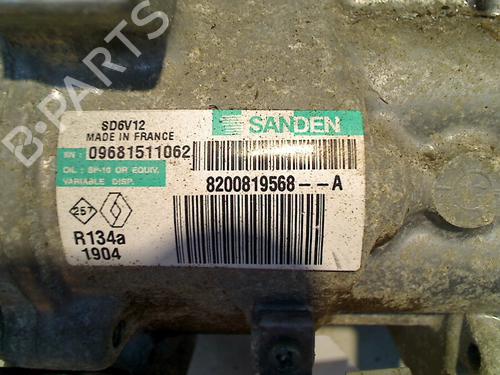 SD6V12
MADE IN FRANCE
SANDEN
SN : 09681511062
OIL : SP-10 OR EQUIV.
VARIABLE DISP.
8200819568--A
257
R134a
1904
B-PARTS